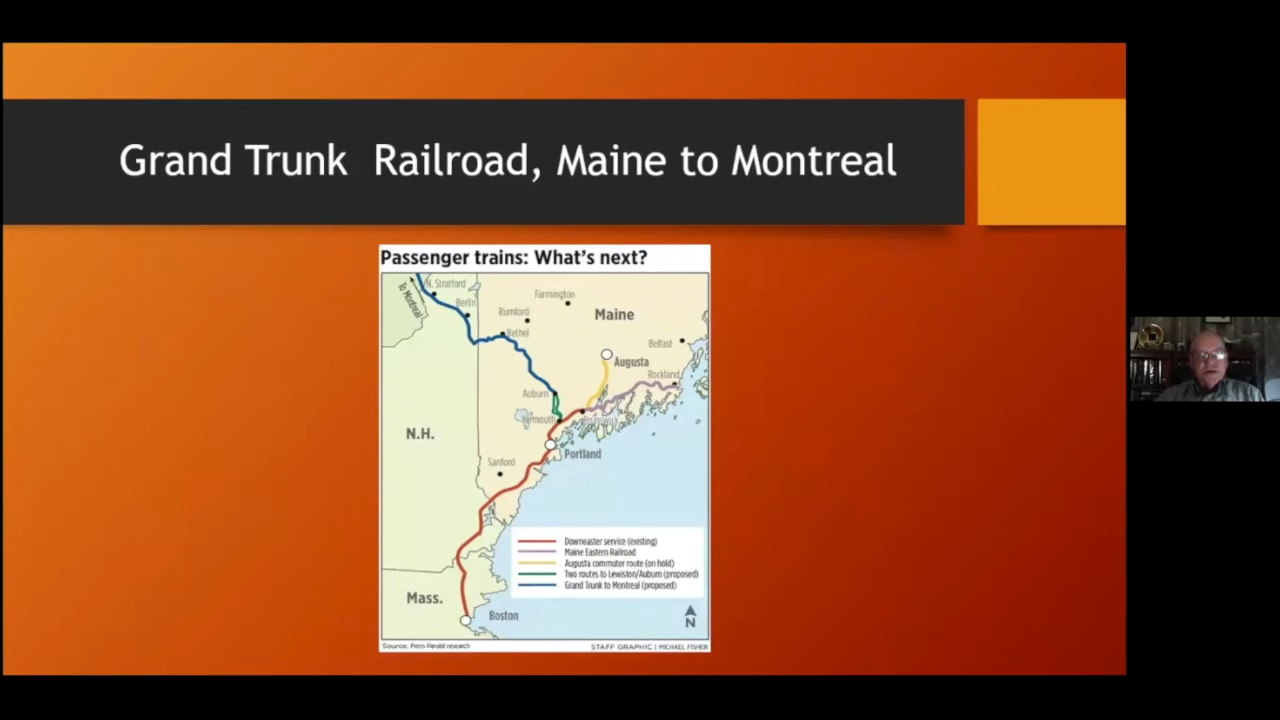 Grand Trunk  Railroad, Maine to Montreal
Passenger trains: What's next?
N. Stratford
To Montreal
Berlin
Farmington
Rumford
Maine
Bethel
Belfast
Augusta
Rockland
Auburn
Yarmouth
Brunswick
N.H.
Portland
Sanford
Downeaster service (existing)
Maine Eastern Railroad
Augusta commuter route (on hold)
Two routes to Lewiston/Auburn (proposed)
Grand Trunk to Montreal (proposed)
Mass.
Boston
N
Source: Press Herald research
STAFF GRAPHIC | MICHAEL FISHER